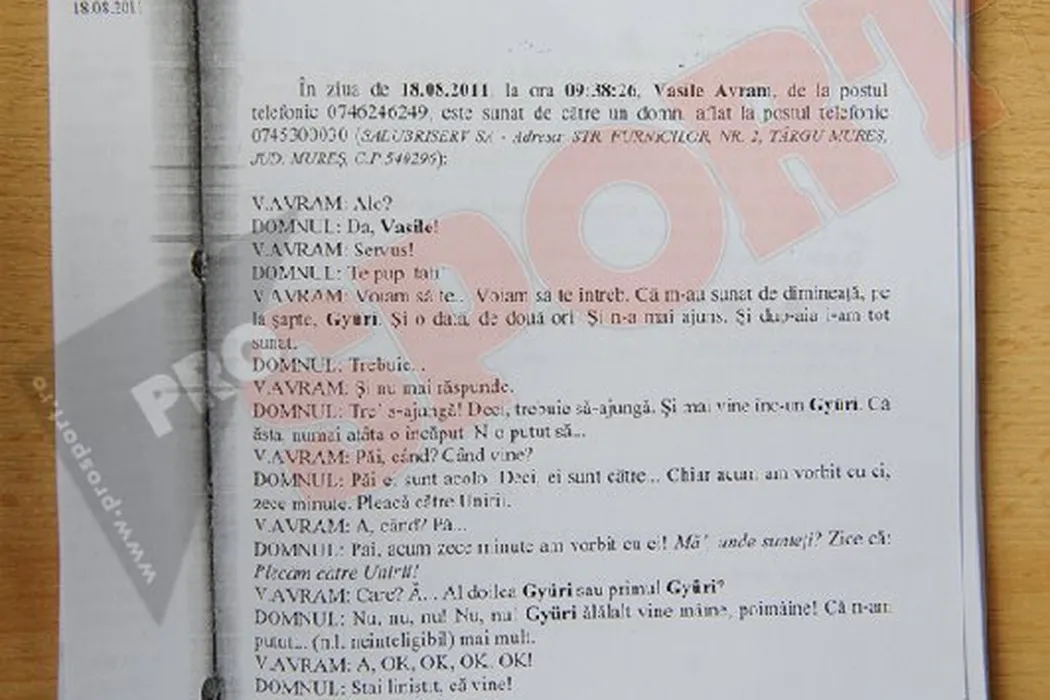 18.08.2011
În ziua de 18.08.2011, la ora 09:38:26, Vasile Avram, de la postul
telefonic 0746246249, este sunat de către un domn, aflat la postul telefonic
0745300030 (SALUBRISERV SA - Adresa: STR. FURNICILOR, NR. 2, TÂRGU MUREȘ,
JUD. MUREȘ, C.P 540296):
V.AVRAM: Alo?
DOMNUL: Da, Vasile!
V.AVRAM: Servus!
DOMNUL: Te pup, tati!
V.AVRAM: Voiam să te... Voiam să te întreb. Că m-au sunat de dimineață, pe
la șapte, Gyüri. Și o dată, de două ori. Și n-a mai ajuns. Și dup-aia i-am tot
sunat.
DOMNUL: Trebuie...
V.AVRAM: Și nu mai răspunde.
DOMNUL: Tre' s-ajungă! Deci, trebuie să-ajungă. Și mai vine înc-un Gyüri. Că
ăsta, numai atâta o încăput. N-o putut să...
V.AVRAM: Păi, când? Când vine?
DOMNUL: Păi ei sunt acolo. Deci, ei sunt către... Chiar acum, am vorbit cu ei,
zece minute. Pleacă către Unirii.
V.AVRAM: A, când? Pă...
DOMNUL: Păi, acum zece minute am vorbit cu ei! Mă', unde sunteți? Zice că:
Plecam către Unirii!
V.AVRAM: Care? Ă... Al doilea Gyüri sau primul Gyüri?
DOMNUL: Nu, nu, nu! Nu, nu! Gyüri ălălalt vine mâine, poimâine! Că n-am
putut... (n.l. neinteligibil) mai mult.
V.AVRAM: A, OK, OK, OK, OK!
DOMNUL: Stai liniștit, că vine!
PROSPORT
www.prosport.ro